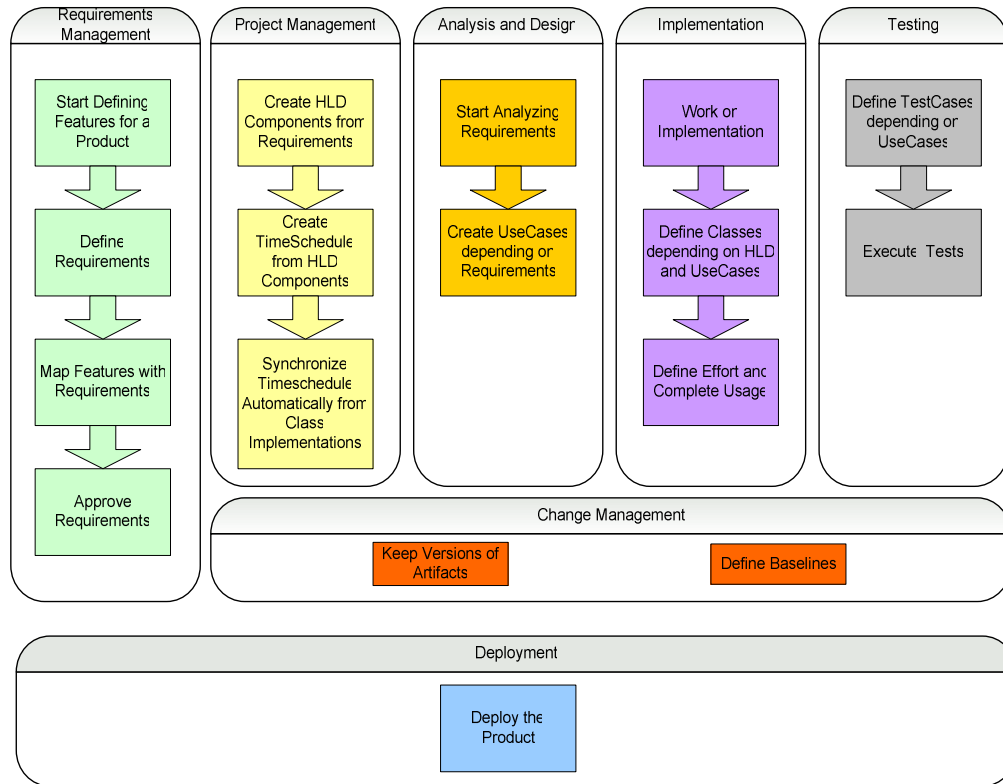 Requirements
Management
Start Defining
Features for a
Product
Define
Requirements
Map Features with
Requirements
Approve
Requirements
Project Management
Create HLD
Components from
Requirements
Create
TimeSchedule
from HLD
Components
Synchronize
Timeschedule
Automatically from
Class
Implementations
Analysis and Design
Start Analyzing
Requirements
Create UseCases
depending on
Requirements
Implementation
Work on
Implementation
Define Classes
depending on HLD
and UseCases
Define Effort and
Complete Usage
Testing
Define TestCases
depending on
UseCases
Execute Tests
Change Management
Keep Versions of
Artifacts
Define Baselines
Deployment
Deploy the
Product